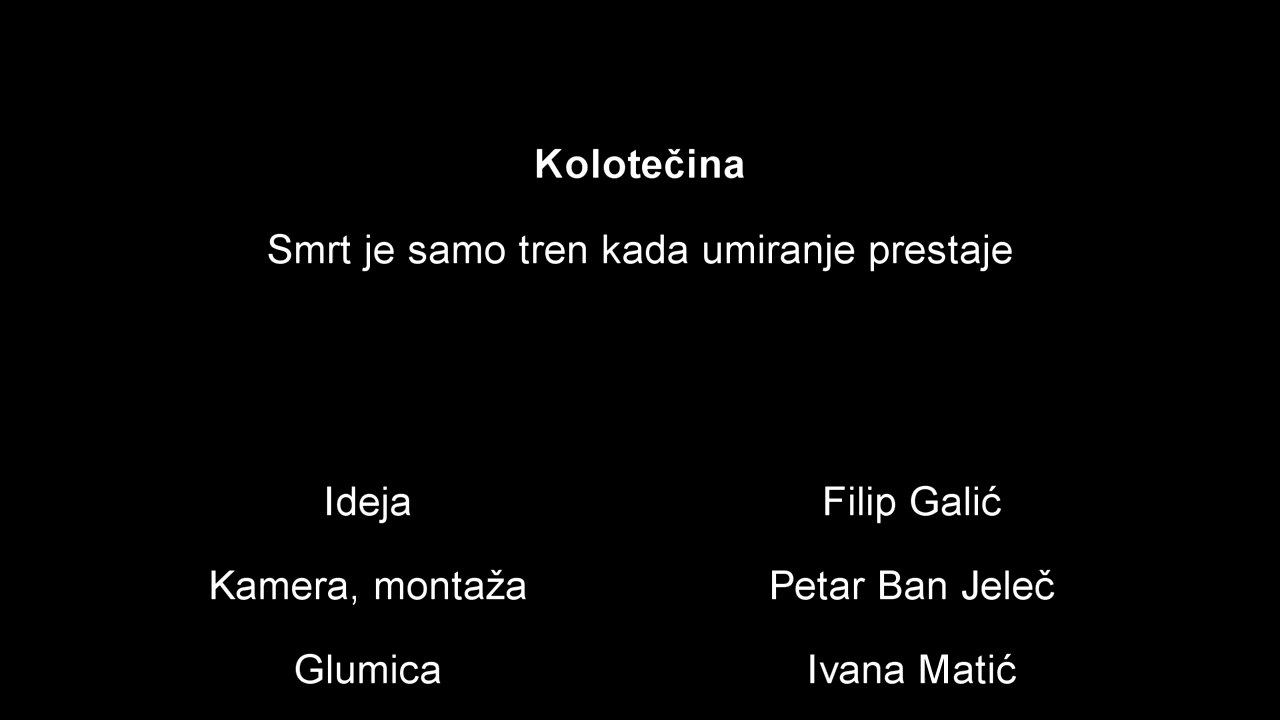 Kolotečina
Smrt je samo tren kada umiranje prestaje
Ideja Filip Galić
Kamera, montaža Petar Ban Jeleč
Glumica Ivana Matić